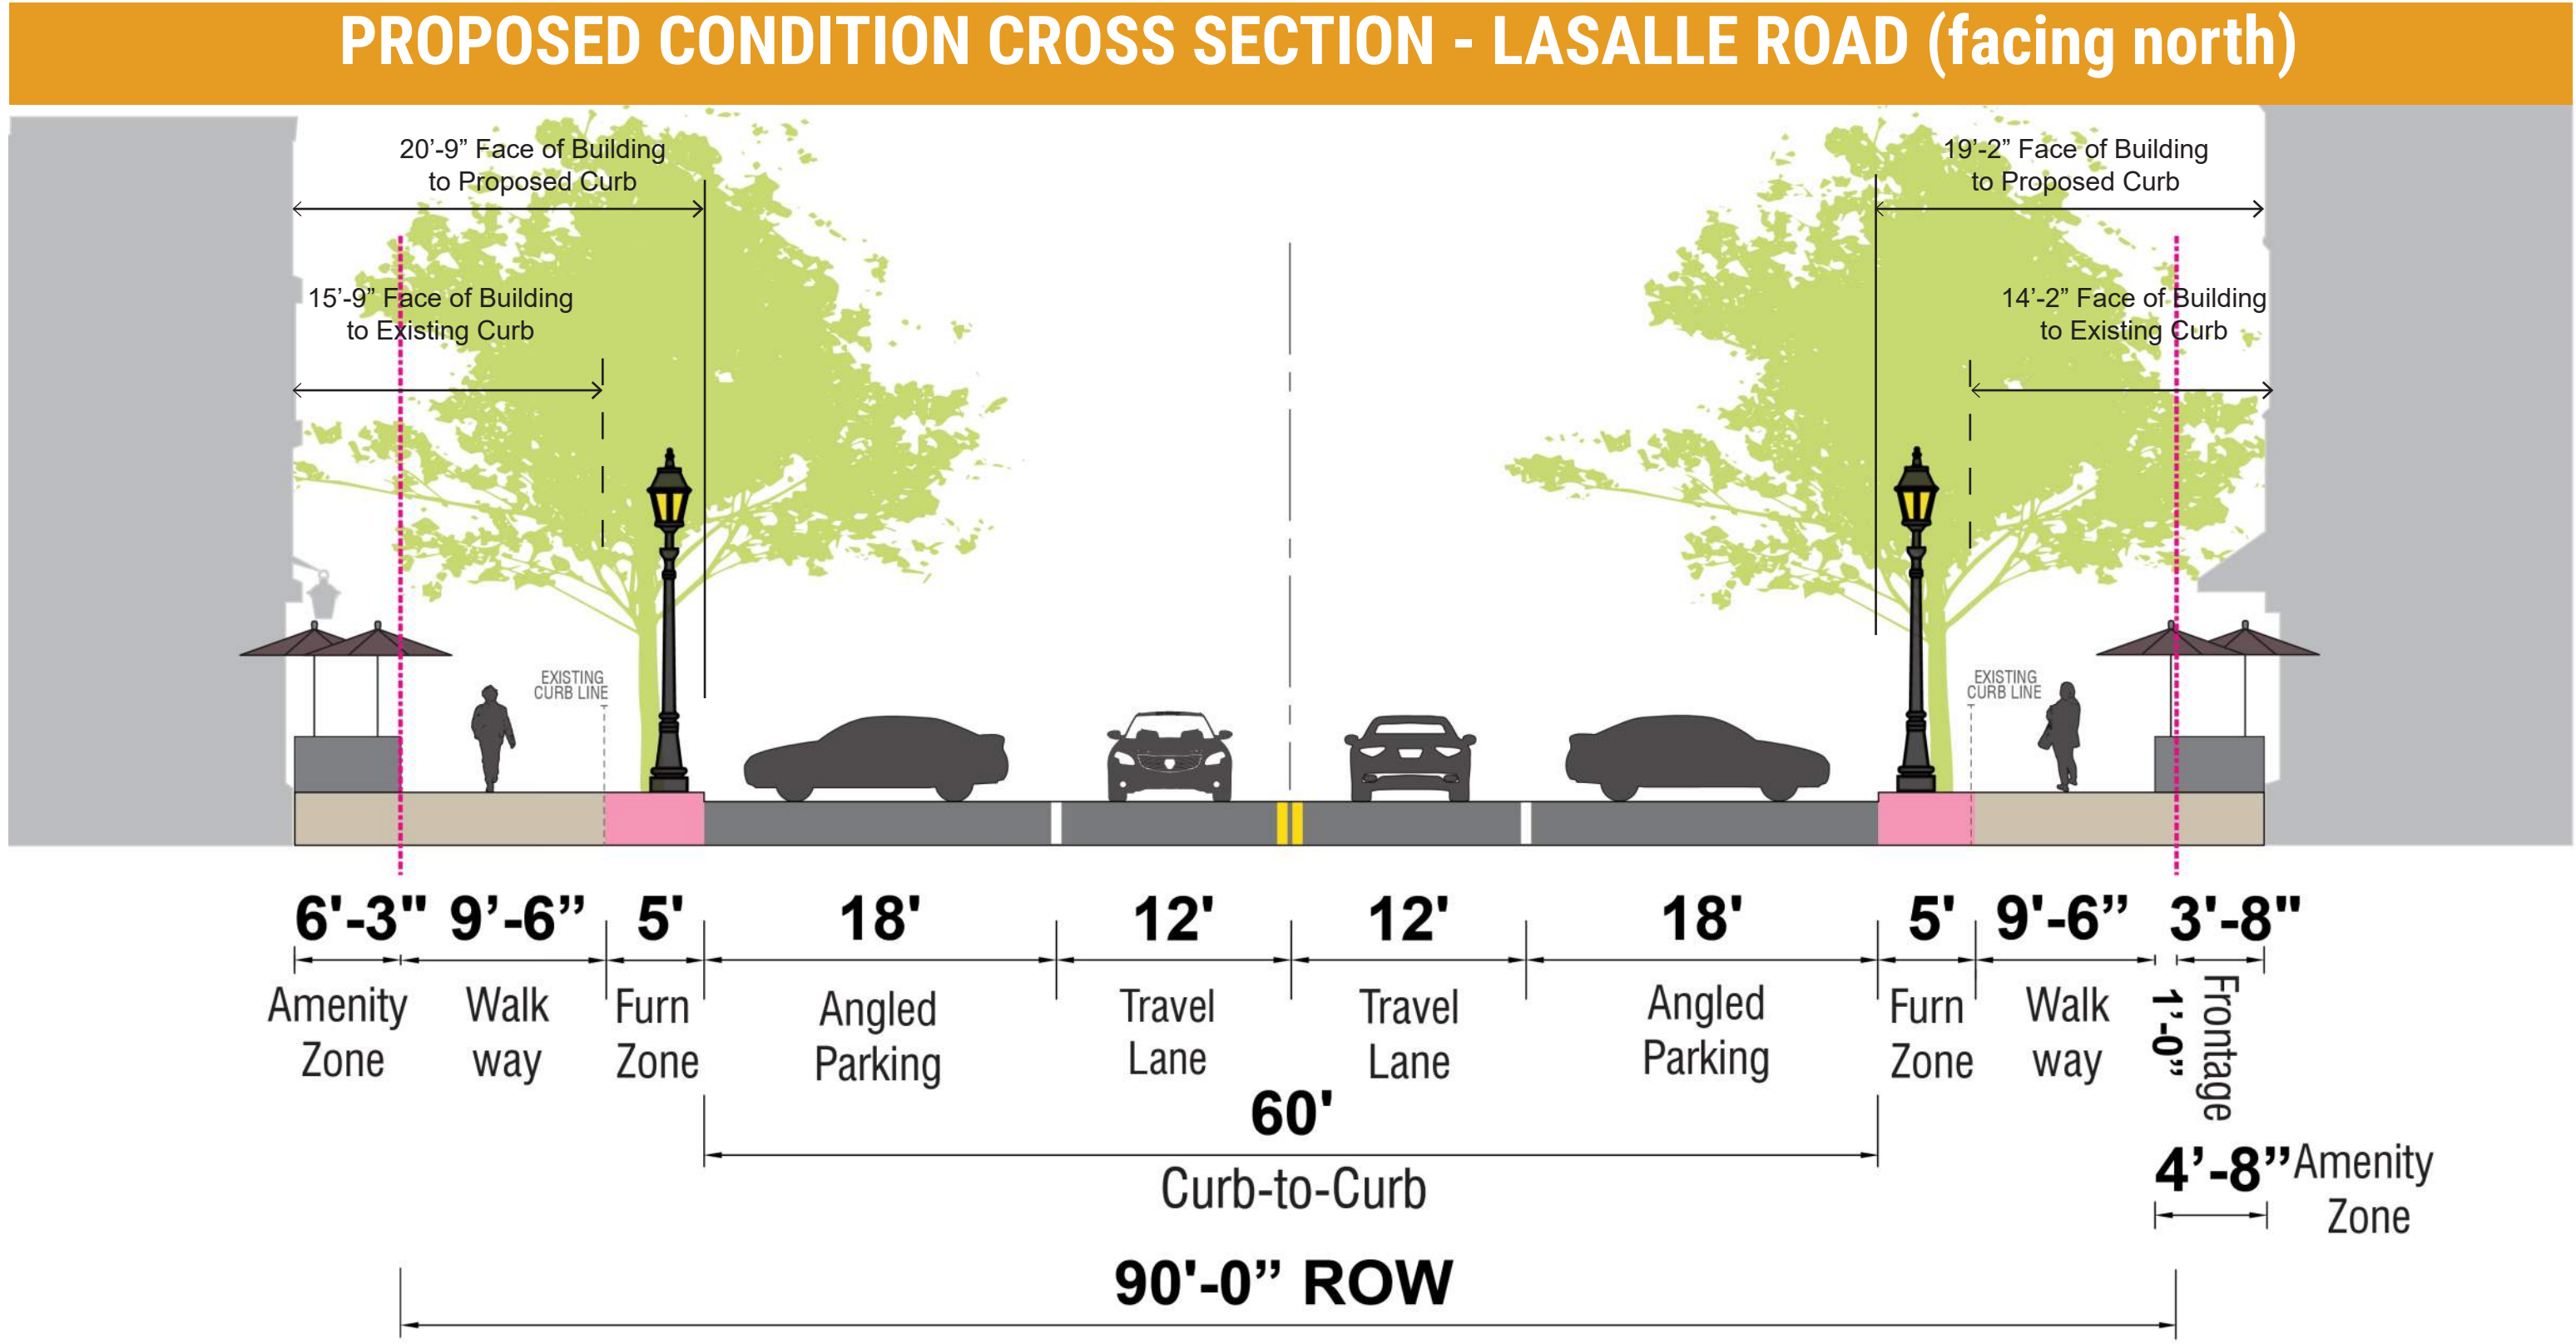 PROPOSED CONDITION CROSS SECTION - LASALLE ROAD (facing north)
20’-9” Face of Building
to Proposed Curb
19’-2” Face of Building
to Proposed Curb
15’-9” Face of Building
to Existing Curb
14’-2” Face of Building
to Existing Curb
EXISTING
CURB LINE
EXISTING
CURB LINE
6'-3" 9’-6” 5' 18' 12' 12' 18' 5' 9'-6” 3'-8"
Amenity
Zone
Walk
way
Furn
Zone
Angled
Parking
Travel
Lane
Travel
Lane
Angled
Parking
Furn
Zone
Walk
way
1’-0”
Frontage
60'
Curb-to-Curb
4’-8” Amenity
Zone
90'-0” ROW